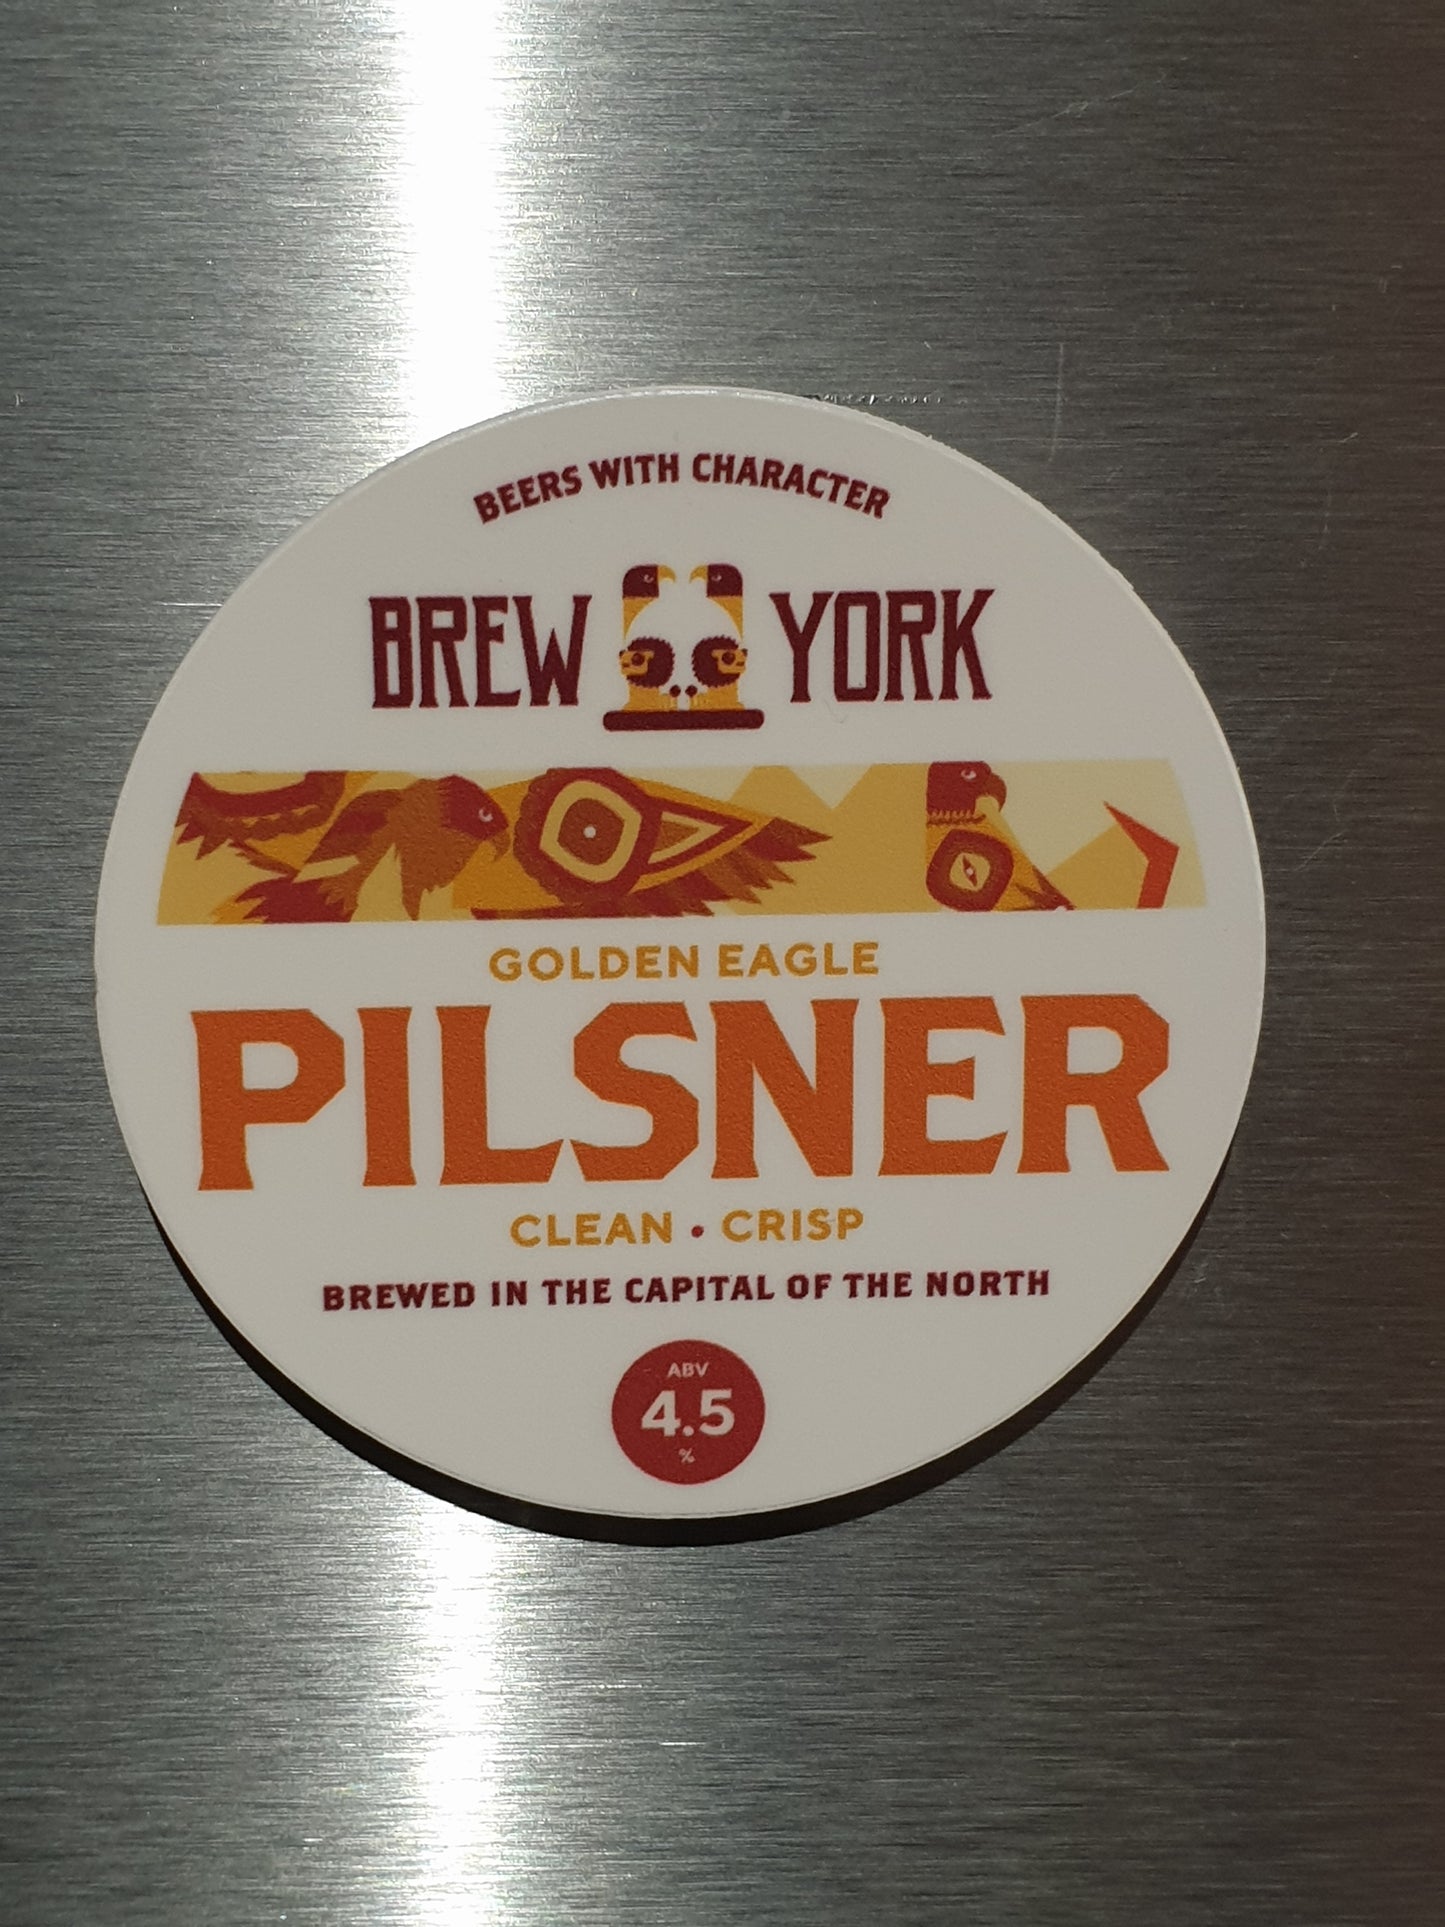 BEERS WITH CHARACTER
BREW YORK
GOLDEN EAGLE
PILSNER
CLEAN • CRISP
BREWED IN THE CAPITAL OF THE NORTH
ABV
4.5
%